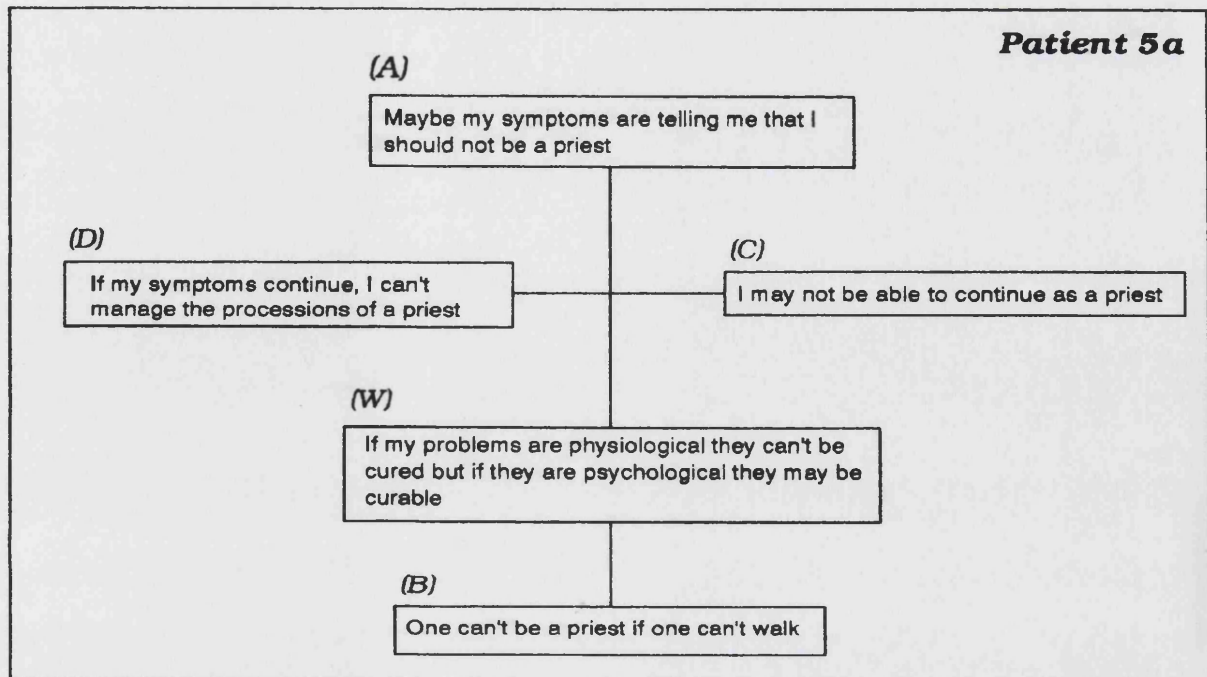 Patient 5a
(A)
Maybe my symptoms are telling me that I
should not be a priest
(D)
If my symptoms continue, I can't
manage the processions of a priest
(C)
I may not be able to continue as a priest
(W)
If my problems are physiological they can't be
cured but if they are psychological they may be
curable
(B)
One can't be a priest if one can't walk